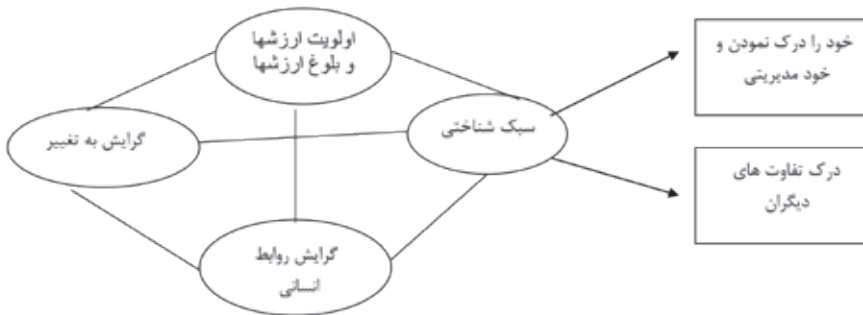 اولویت ارزشها
و بلوغ ارزشها
خود را درک نمودن و
خود مدیریتی
سبک شناختی
گرایش به تغییر
درک تفاوت های
دیگران
گرایش روابط
انسانی